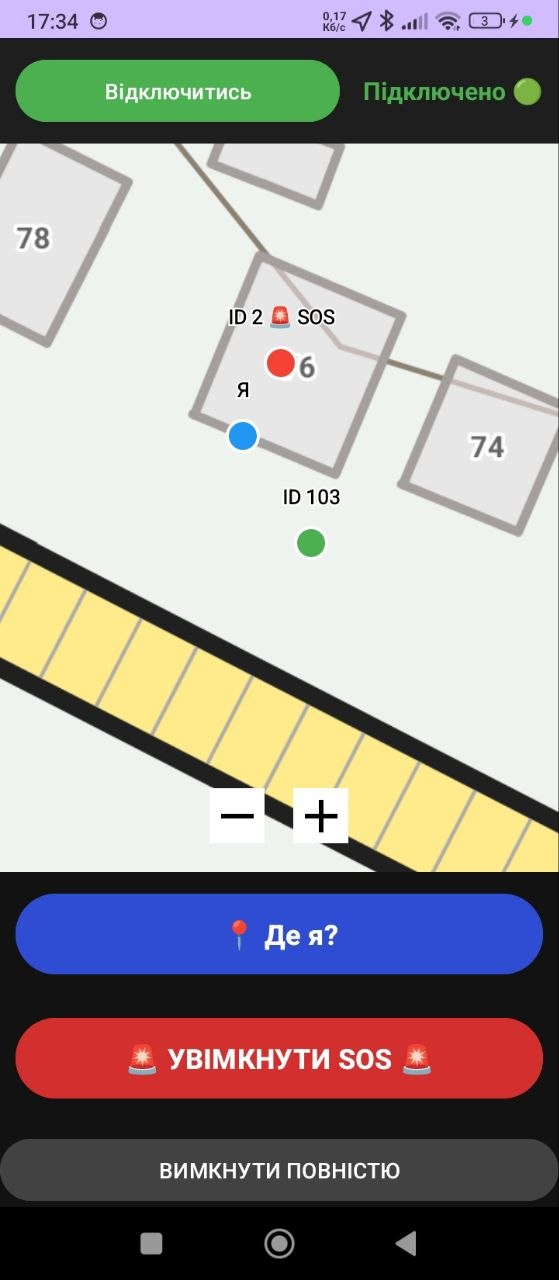 17:34
0,17
Кб/с
3
Відключитись
Підключено
78
ID 2 SOS
6
Я
74
ID 103
Де я?
УВІМКНУТИ SOS
ВИМКНУТИ ПОВНІСТЮ